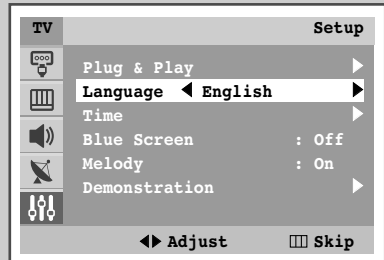 TV Setup
Plug & Play
Language English
Time
Blue Screen : Off
Melody : On
Demonstration
Adjust Skip